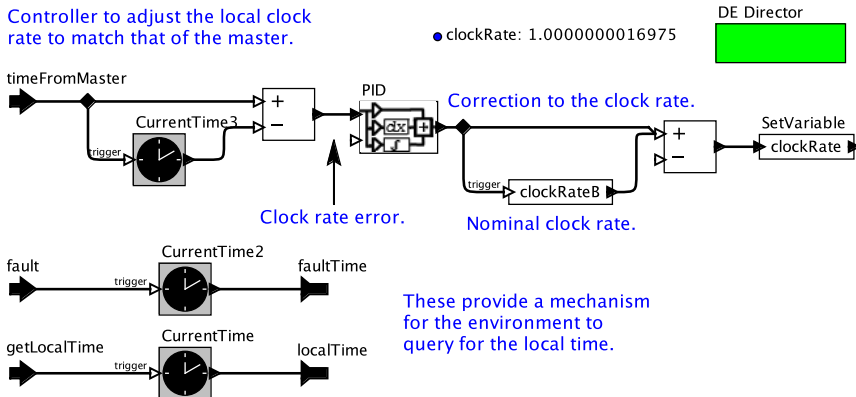 Controller to adjust the local clock
rate to match that of the master.
clockRate: 1.0000000016975
DE Director
timeFromMaster
CurrentTime3
trigger
+
−
PID
dx
+
∫
Correction to the clock rate.
+
−
SetVariable
clockRate
trigger
clockRateB
Clock rate error.
Nominal clock rate.
fault
trigger
CurrentTime2
faultTime
These provide a mechanism
for the environment to
query for the local time.
getLocalTime
trigger
CurrentTime
localTime